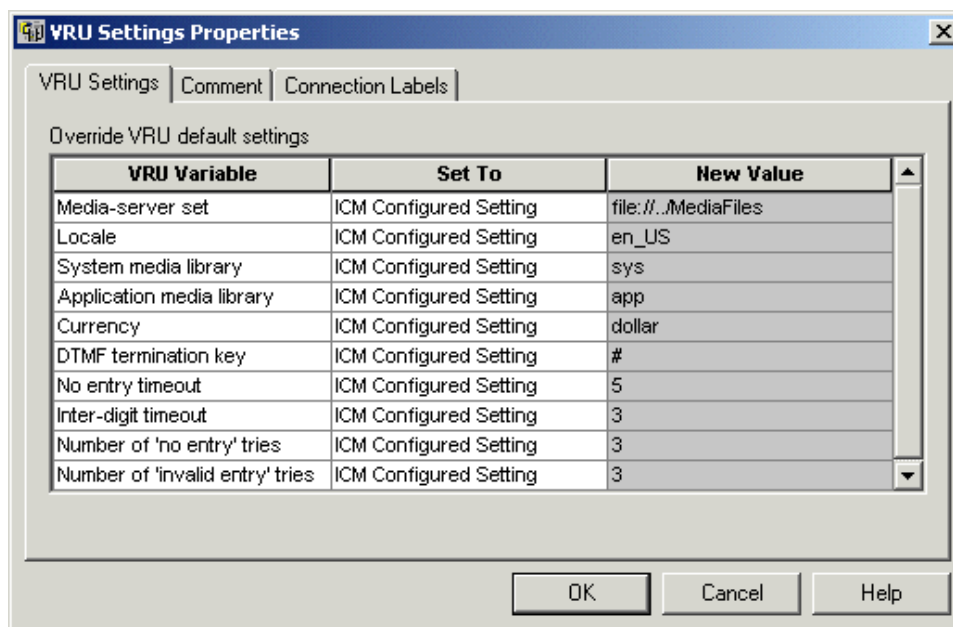 VRU Settings Properties
VRU Settings Comment Connection Labels
Override VRU default settings
VRU Variable Set To New Value
Media-server set ICM Configured Setting file://../MediaFiles
Locale ICM Configured Setting en_US
System media library ICM Configured Setting sys
Application media library ICM Configured Setting app
Currency ICM Configured Setting dollar
DTMF termination key ICM Configured Setting #
No entry timeout ICM Configured Setting 5
Inter-digit timeout ICM Configured Setting 3
Number of 'no entry' tries ICM Configured Setting 3
Number of 'invalid entry' tries ICM Configured Setting 3
OK Cancel Help